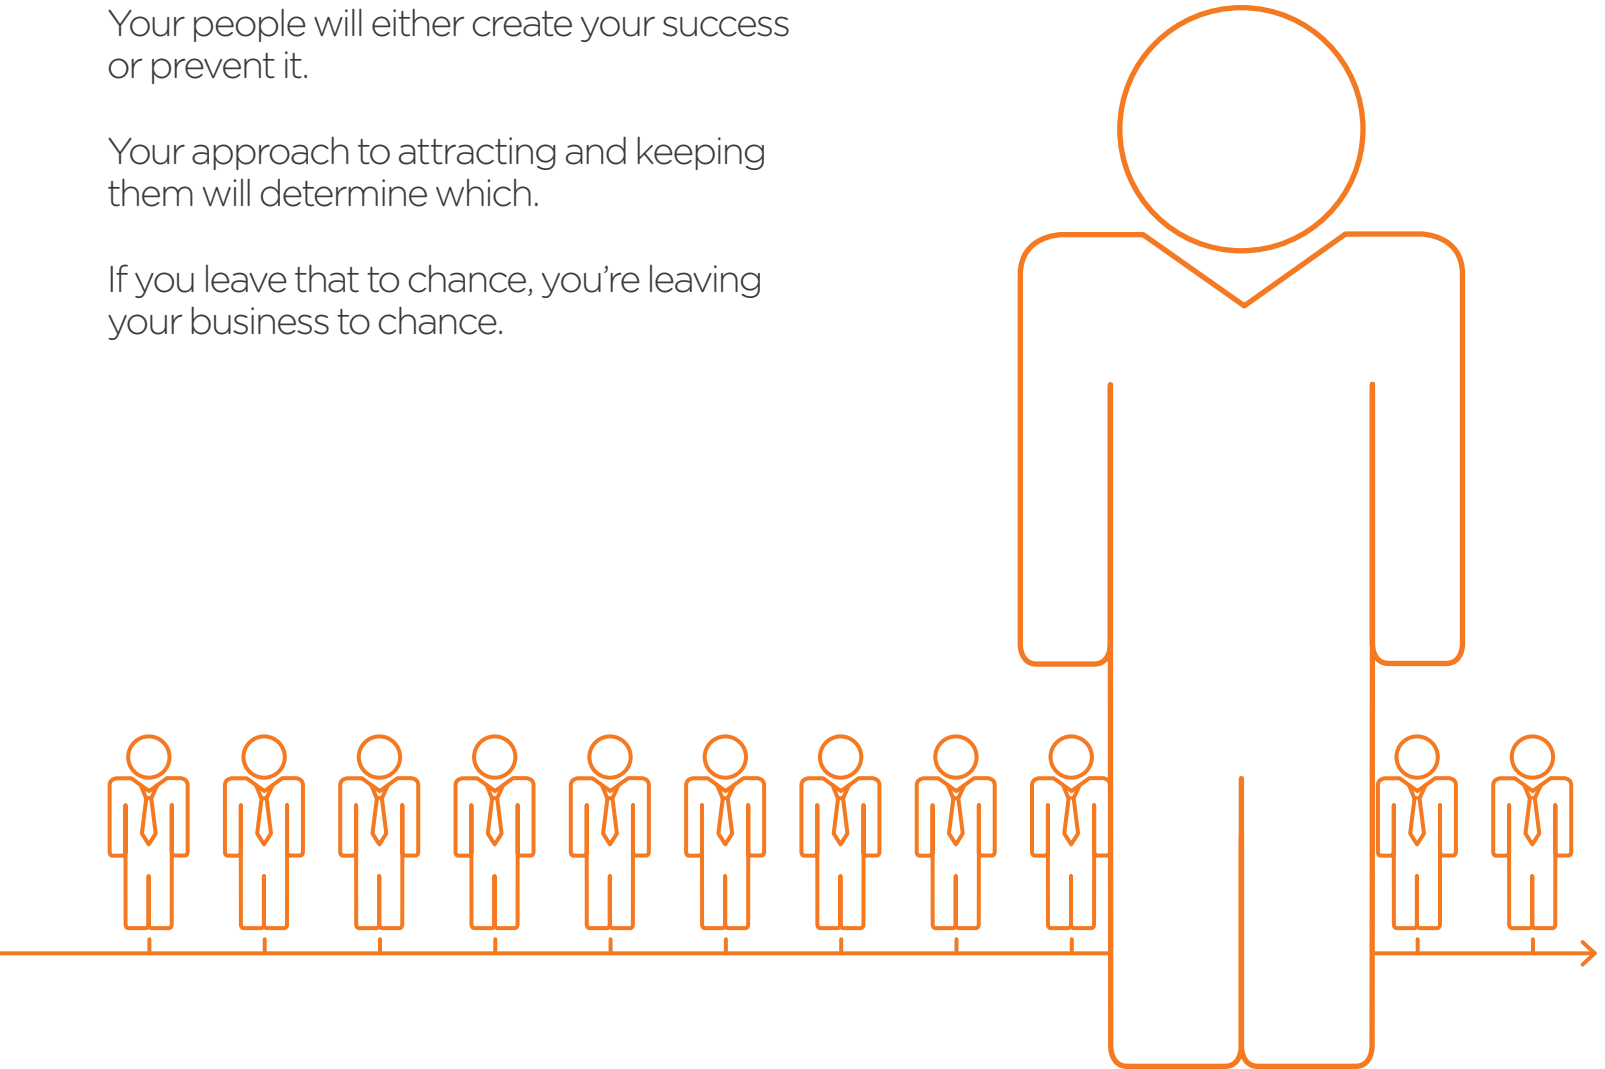 Your people will either create your success
or prevent it.
Your approach to attracting and keeping
them will determine which.
If you leave that to chance, you’re leaving
your business to chance.